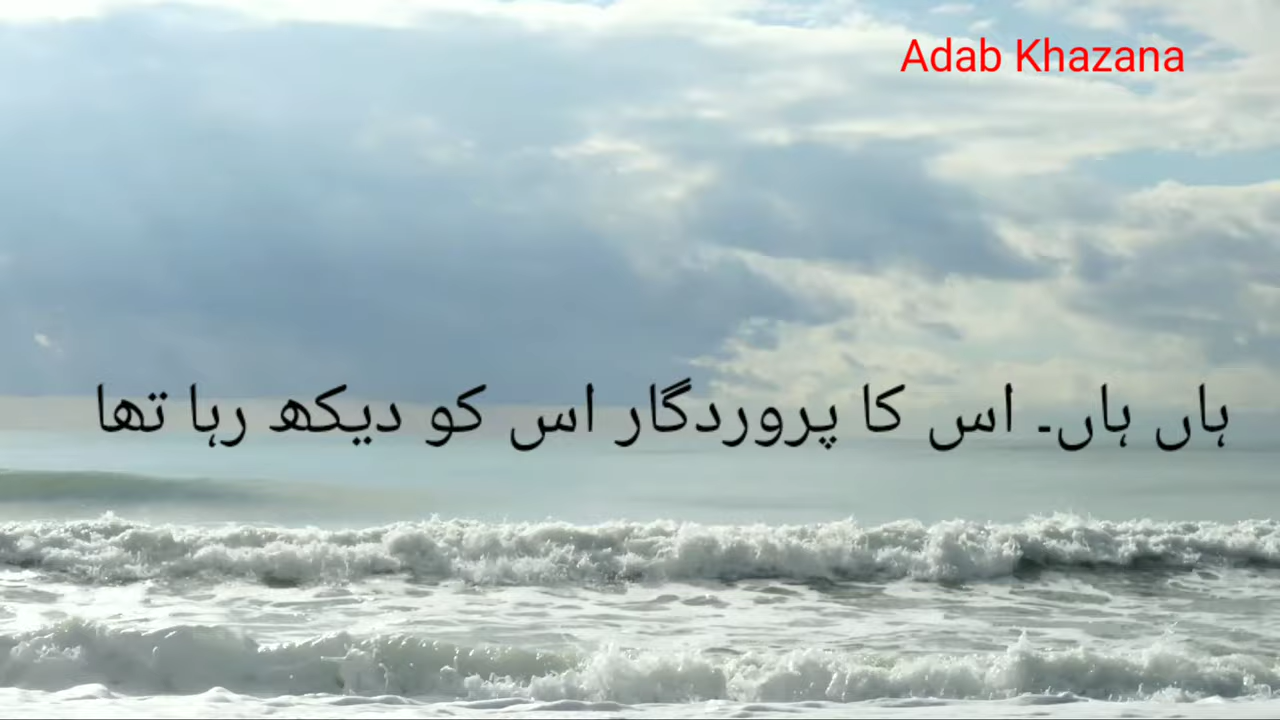 Adab Khazana
ہاں ہاں۔ اس کا پروردگار اس کو دیکھ رہا تھا